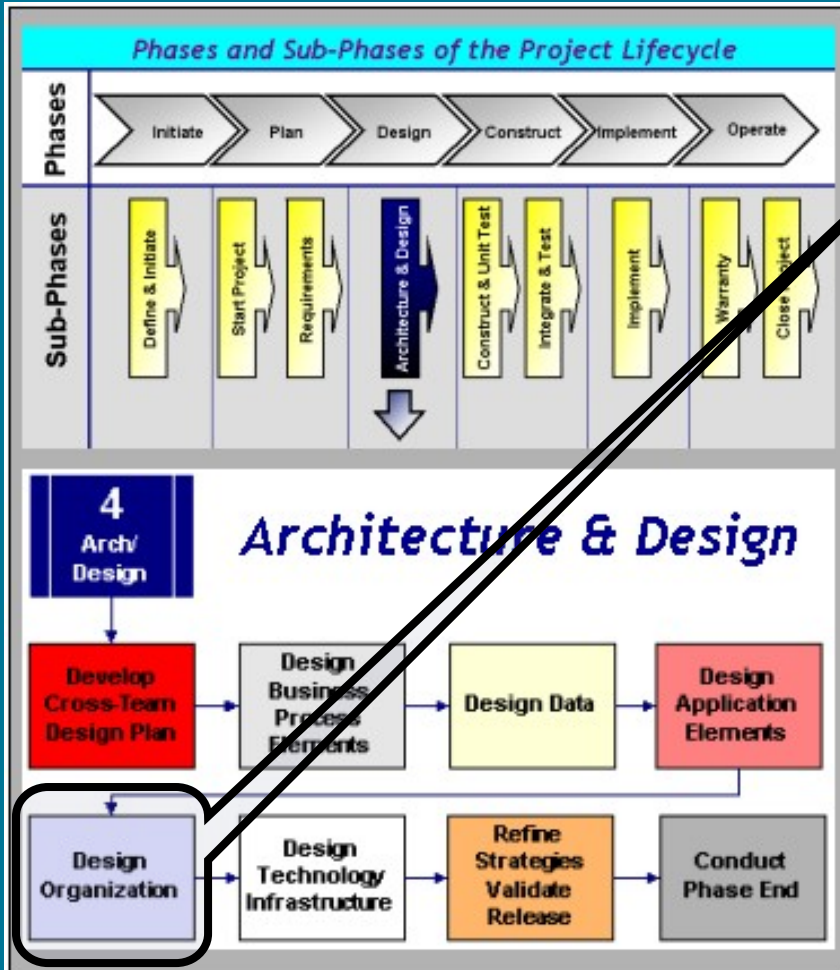 Phases and Sub-Phases of the Project Lifecycle
Phases
Initiate
Plan
Design
Construct
Implement
Operate
Sub-Phases
Define & Initiate
Start Project
Requirements
Architecture & Design
Construct & Unit Test
Integrate & Test
Implement
Warranty
Close Project
4
Arch/
Design
Architecture & Design
Develop
Cross-Team
Design Plan
Design
Business
Process
Elements
Design Data
Design
Application
Elements
Design
Organization
Design
Technology
Infrastructure
Refine
Strategies
Validate
Release
Conduct
Phase End